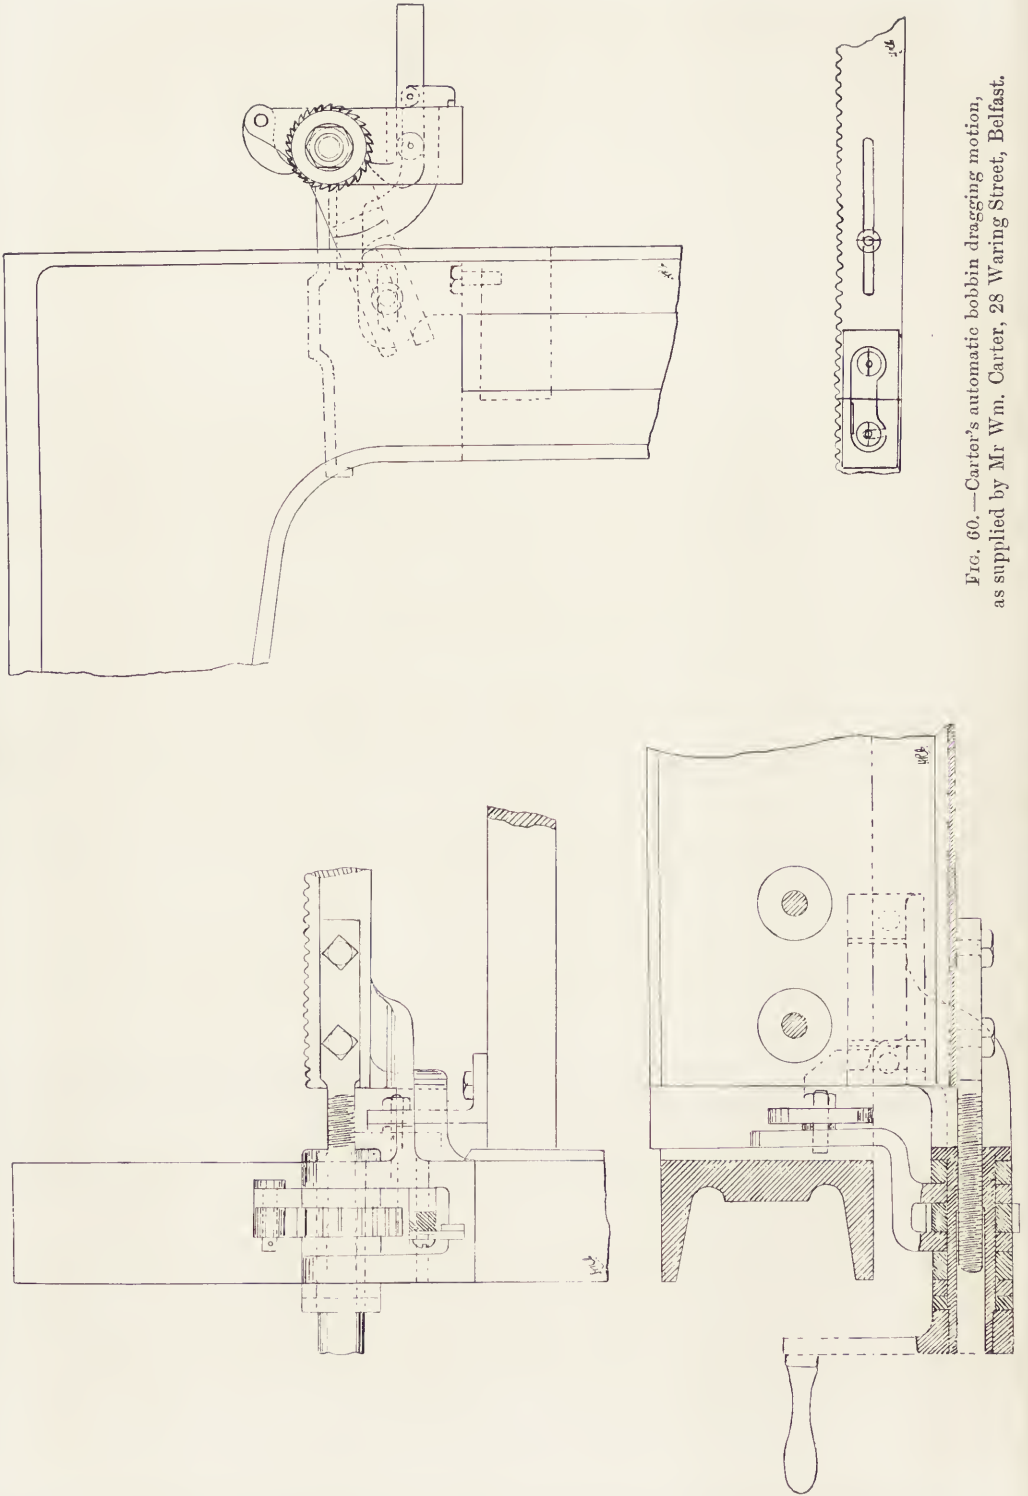 FIG. 60.—Carter's automatic bobbin dragging motion,
as supplied by Mr Wm. Carter, 28 Waring Street, Belfast.